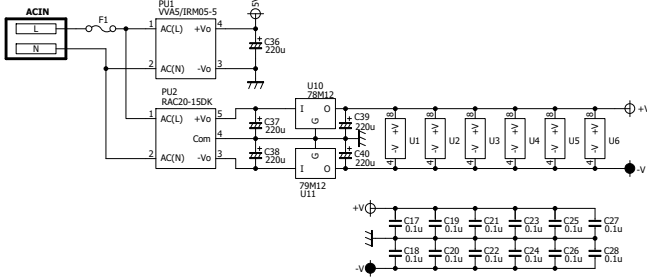 ACIN
L
N
F1
PU1
VVA5/IRM05-5
1 AC(L) +Vo 4
2 AC(N) -Vo 3
5V
C36
220u
PU2
RAC20-15DK
1 AC(L) +Vo 5
Com 4
2 AC(N) -Vo 3
C37
220u
C38
220u
U10
78M12
I O
G
G
I O
79M12
U11
C39
220u
C40
220u
8 8 8 8 8 8
+V +V +V +V +V +V
U1 U2 U3 U4 U5 U6
-V -V -V -V -V -V
4 4 4 4 4 4
+V
-V
+V
C17 C19 C21 C23 C25 C27
0.1u 0.1u 0.1u 0.1u 0.1u 0.1u
C18 C20 C22 C24 C26 C28
0.1u 0.1u 0.1u 0.1u 0.1u 0.1u
-V